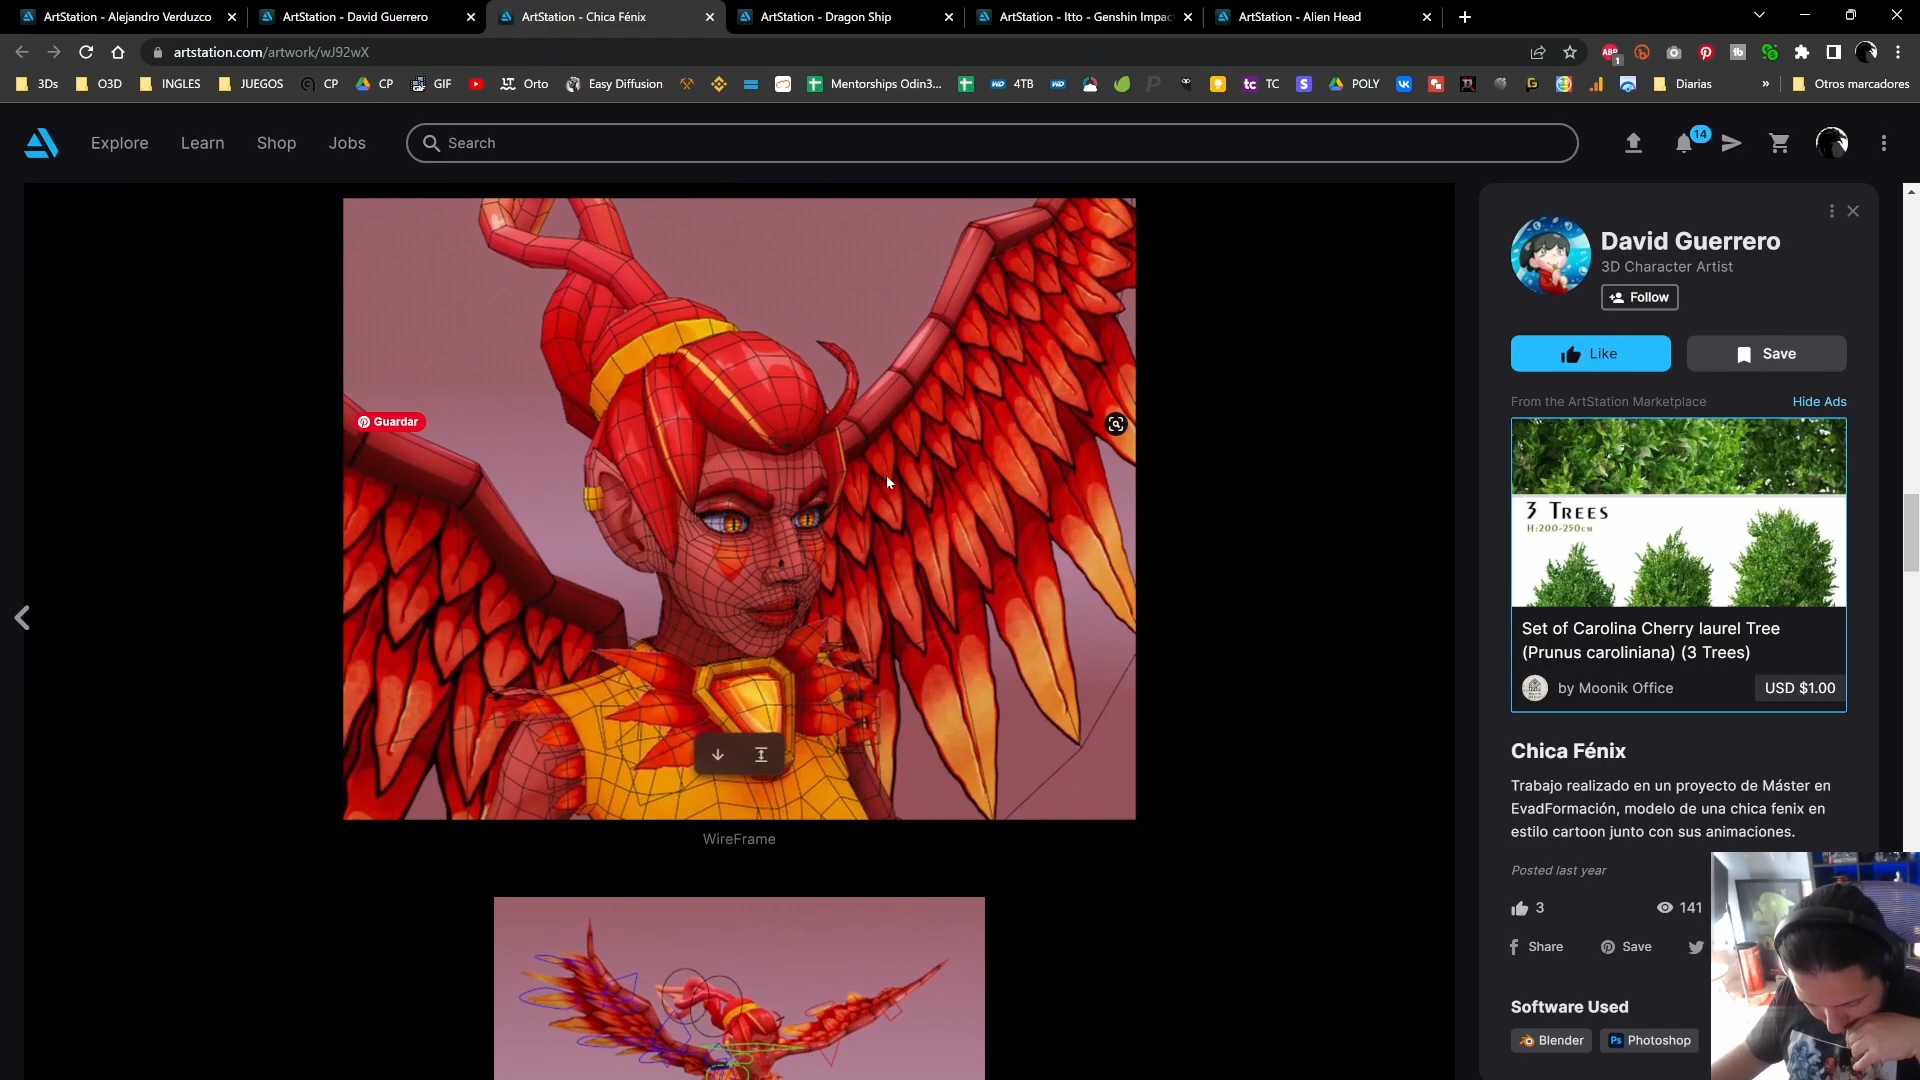 ArtStation - Alejandro Verduzco
ArtStation - David Guerrero
ArtStation - Chica Fénix
ArtStation - Dragon Ship
ArtStation - Itto - Genshin Impac
ArtStation - Alien Head
artstation.com/artwork/wJ92wX
ABP
1
3Ds
O3D
INGLES
JUEGOS
CP
CP
GIF
Orto
Easy Diffusion
Mentorships Odin3...
4TB
TC
POLY
Diarias
»
Otros marcadores
Explore
Learn
Shop
Jobs
Search
14
Guardar
WireFrame
David Guerrero
3D Character Artist
Follow
Like
Save
From the ArtStation Marketplace
Hide Ads
3 TREES
H:200-250CM
Set of Carolina Cherry laurel Tree
(Prunus caroliniana) (3 Trees)
by Moonik Office
USD $1.00
Chica Fénix
Trabajo realizado en un proyecto de Máster en
EvadFormación, modelo de una chica fenix en
estilo cartoon junto con sus animaciones.
Posted last year
3
141
Share
Save
Software Used
Blender
Ps Photoshop